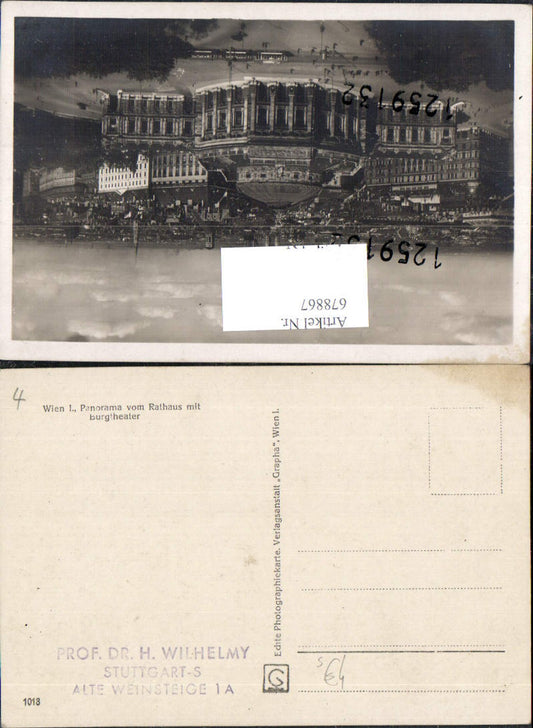 1259132
1259132
Artikel Nr.
678867
4
Wien I., Panorama vom Rathaus mit
Burgtheater
Echte Photographiekarte. Verlagsanstalt „Grapha", Wien I.
PROF. DR. H. WILHELMY
STUTTGART-S
ALTE WEINSTEIGE 1A
1013
G